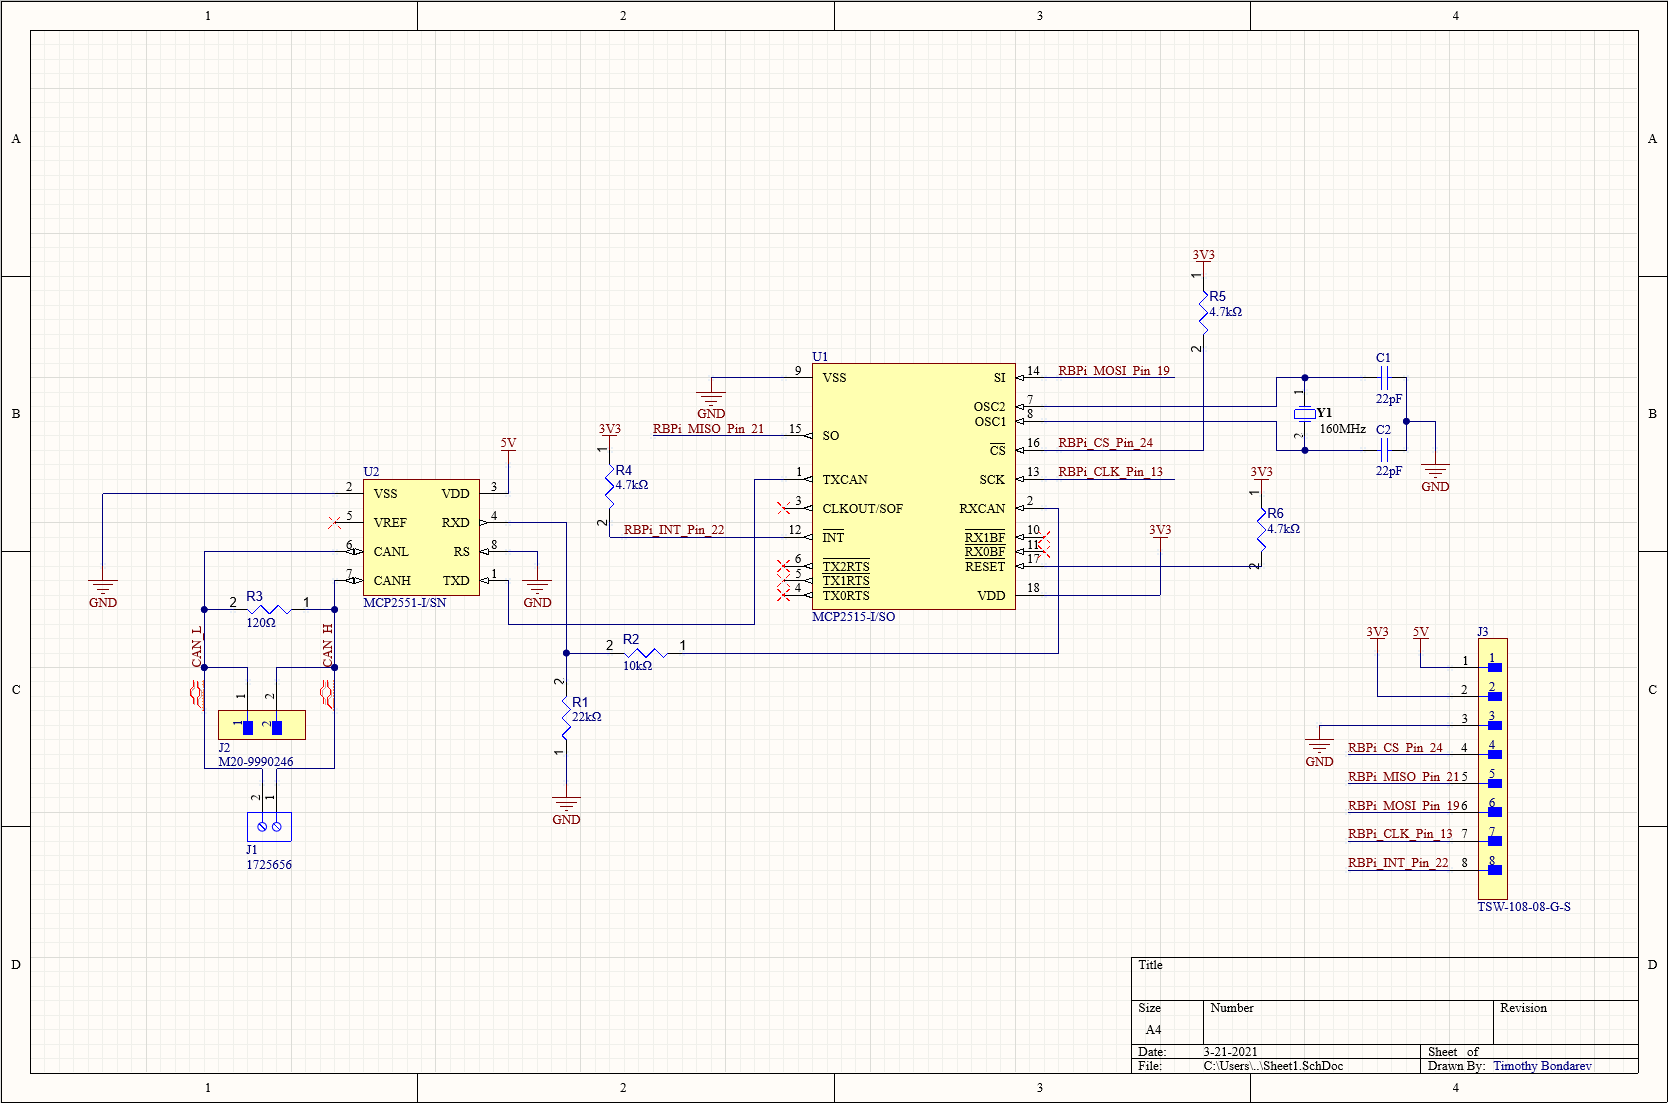 1 2 3 4
A A
B B
C C
D D
1 2 3 4
3V3
1
R5
4.7kΩ
2
U1
9 VSS
GND
RBPi_MISO_Pin_21 15 SO
1 TXCAN
3 CLKOUT/SOF
RBPi_INT_Pin_22 12 INT
6 TX2RTS
5 TX1RTS
4 TX0RTS
SI 14 RBPi_MOSI_Pin_19
OSC2 7
OSC1 8
CS 16 RBPi_CS_Pin_24
SCK 13 RBPi_CLK_Pin_13
RXCAN 2
RX1BF 10
RX0BF 11
RESET 17
VDD 18
MCP2515-I/SO
3V3
3V3
1
R4
4.7kΩ
2
C1
22pF
1
Y1
160MHz
2
C2
22pF
GND
3V3
1
R6
4.7kΩ
2
5V
U2
2 VSS VDD 3
5 VREF RXD 4
6 CANL RS 8
7 CANH TXD 1
MCP2551-I/SN
GND
GND
2 R3 1
120Ω
CAN_L
CAN_H
1 2
1 2
J2
M20-9990246
2 1
J1
1725656
2 R2 1
10kΩ
2
R1
22kΩ
1
GND
3V3 5V J3
1 1
2 2
3 3
GND
RBPi_CS_Pin_24 4 4
RBPi_MISO_Pin_21 5 5
RBPi_MOSI_Pin_19 6 6
RBPi_CLK_Pin_13 7 7
RBPi_INT_Pin_22 8 8
TSW-108-08-G-S
Title
Size Number Revision
A4
Date: 3-21-2021 Sheet of
File: C:\Users\..\Sheet1.SchDoc Drawn By: Timothy Bondarev